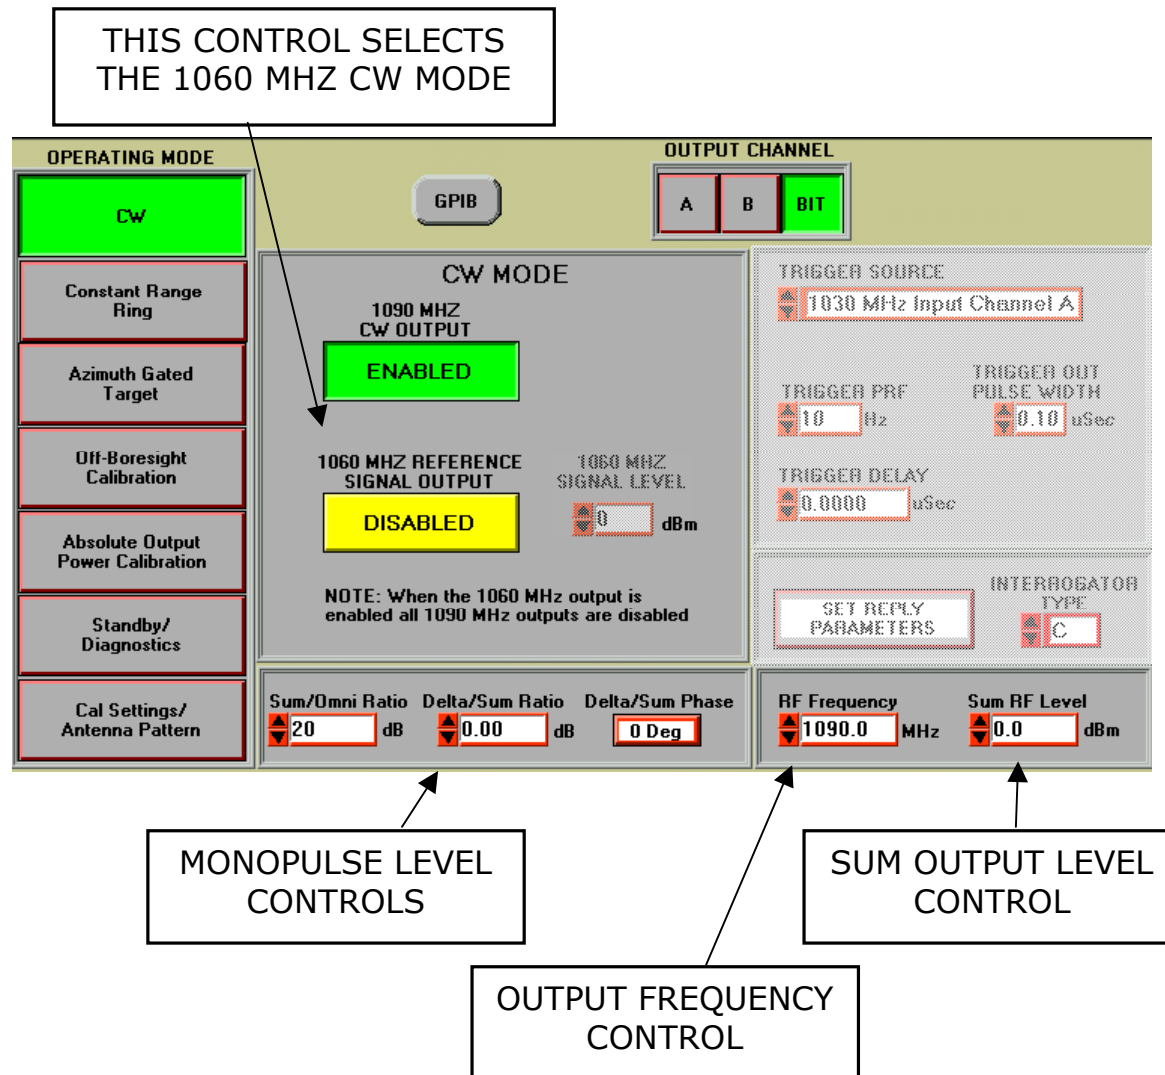 THIS CONTROL SELECTS
THE 1060 MHZ CW MODE
OPERATING MODE
CW
Constant Range
Ring
Azimuth Gated
Target
Off-Boresight
Calibration
Absolute Output
Power Calibration
Standby/
Diagnostics
Cal Settings/
Antenna Pattern
GPIB
OUTPUT CHANNEL
A B BIT
CW MODE
1090 MHZ
CW OUTPUT
ENABLED
1060 MHZ REFERENCE
SIGNAL OUTPUT
DISABLED
1060 MHZ
SIGNAL LEVEL
0 dBm
NOTE: When the 1060 MHz output is
enabled all 1090 MHz outputs are disabled
TRIGGER SOURCE
1030 MHz Input Channel A
TRIGGER PRF
10 Hz
TRIGGER OUT
PULSE WIDTH
0.10 uSec
TRIGGER DELAY
0.0000 uSec
SET REPLY
PARAMETERS
INTERROGATOR
TYPE
C
Sum/Omni Ratio
20 dB
Delta/Sum Ratio
0.00 dB
Delta/Sum Phase
0 Deg
RF Frequency
1090.0 MHz
Sum RF Level
0.0 dBm
MONOPULSE LEVEL
CONTROLS
SUM OUTPUT LEVEL
CONTROL
OUTPUT FREQUENCY
CONTROL